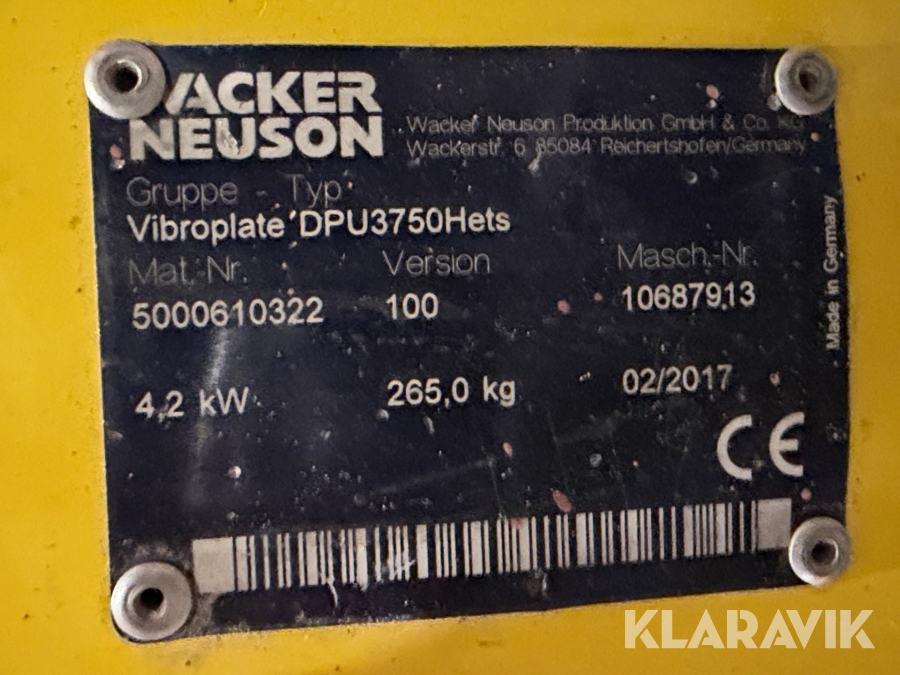 WACKER
NEUSON
Wacker Neuson Produktion GmbH & Co. KG
Wackerstr. 6 85084 Reichertshofen/Germany
Gruppe - Typ
Vibroplate DPU3750Hets
Mat.-Nr. Version Masch.-Nr.
5000610322 100 10687913
4,2 kW 265,0 kg 02/2017
CE
Made in Germany
KLARAVIK